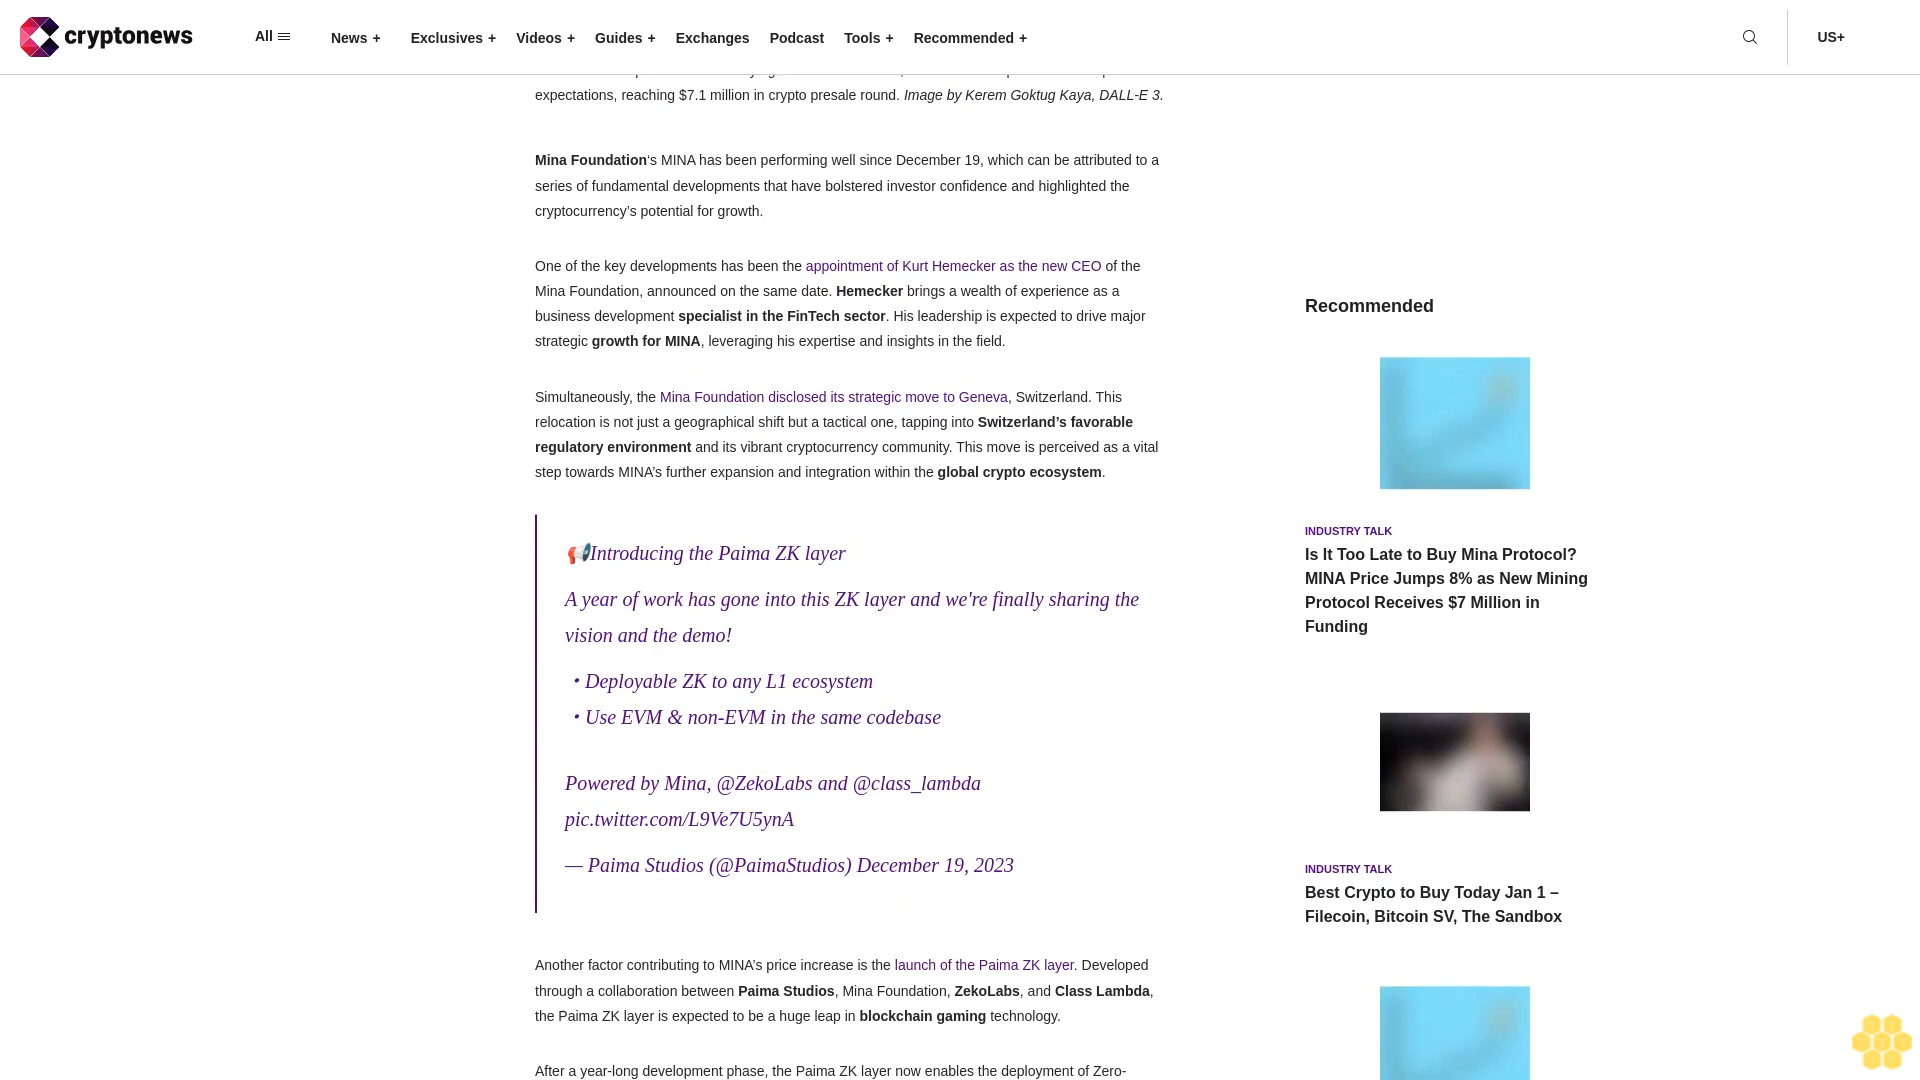 cryptonews
All
News +
Exclusives +
Videos +
Guides +
Exchanges
Podcast
Tools +
Recommended +
US+
expectations, reaching $7.1 million in crypto presale round. Image by Kerem Goktug Kaya, DALL-E 3.
Mina Foundation‘s MINA has been performing well since December 19, which can be attributed to a
series of fundamental developments that have bolstered investor confidence and highlighted the
cryptocurrency’s potential for growth.
One of the key developments has been the appointment of Kurt Hemecker as the new CEO of the
Mina Foundation, announced on the same date. Hemecker brings a wealth of experience as a
business development specialist in the FinTech sector. His leadership is expected to drive major
strategic growth for MINA, leveraging his expertise and insights in the field.
Simultaneously, the Mina Foundation disclosed its strategic move to Geneva, Switzerland. This
relocation is not just a geographical shift but a tactical one, tapping into Switzerland’s favorable
regulatory environment and its vibrant cryptocurrency community. This move is perceived as a vital
step towards MINA’s further expansion and integration within the global crypto ecosystem.
📢Introducing the Paima ZK layer
A year of work has gone into this ZK layer and we're finally sharing the
vision and the demo!
・Deployable ZK to any L1 ecosystem
・Use EVM & non-EVM in the same codebase
Powered by Mina, @ZekoLabs and @class_lambda
pic.twitter.com/L9Ve7U5ynA
— Paima Studios (@PaimaStudios) December 19, 2023
Another factor contributing to MINA’s price increase is the launch of the Paima ZK layer. Developed
through a collaboration between Paima Studios, Mina Foundation, ZekoLabs, and Class Lambda,
the Paima ZK layer is expected to be a huge leap in blockchain gaming technology.
After a year-long development phase, the Paima ZK layer now enables the deployment of Zero-
Recommended
INDUSTRY TALK
Is It Too Late to Buy Mina Protocol?
MINA Price Jumps 8% as New Mining
Protocol Receives $7 Million in
Funding
INDUSTRY TALK
Best Crypto to Buy Today Jan 1 –
Filecoin, Bitcoin SV, The Sandbox